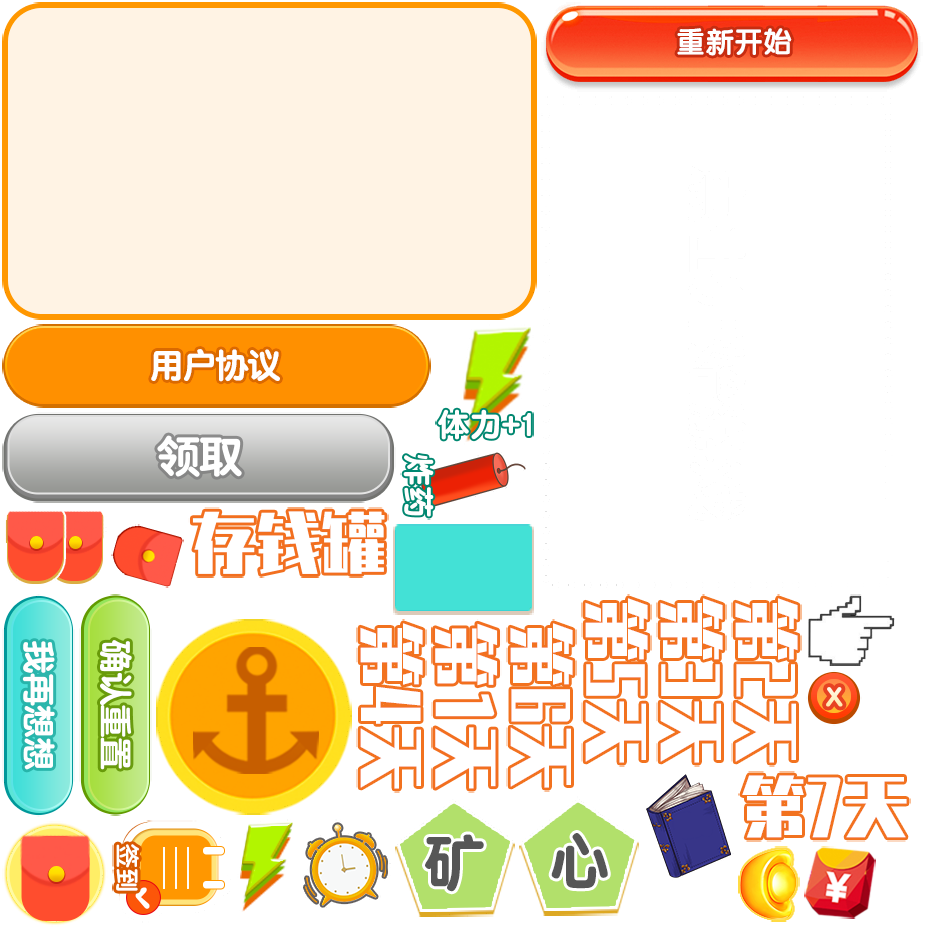 重新开始
用户协议
体力+1
领取
炸药
存钱罐
我再想想
确认重置
第4天
第1天
第6天
第5天
第3天
第2天
第7天
签到
矿
心
¥